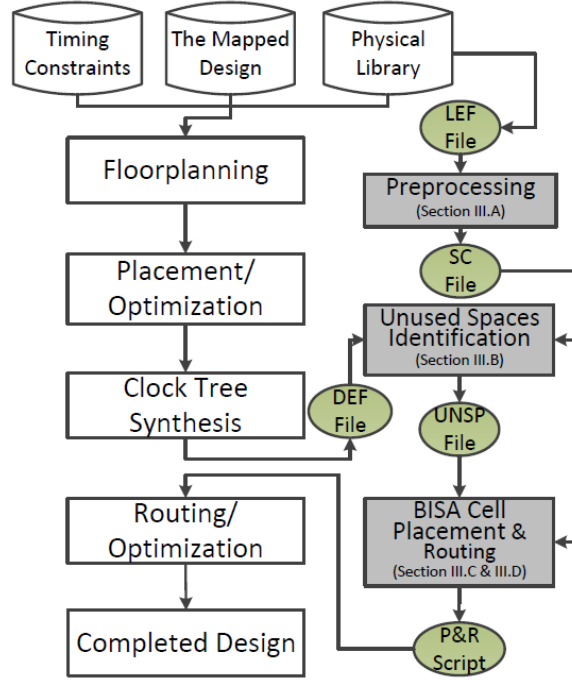 Timing
Constraints
The Mapped
Design
Physical
Library
LEF
File
Floorplanning
Preprocessing
(Section III.A)
SC
File
Placement/
Optimization
Unused Spaces
Identification
(Section III.B)
Clock Tree
Synthesis
DEF
File
UNSP
File
Routing/
Optimization
BISA Cell
Placement &
Routing
(Section III.C & III.D)
Completed Design
P&R
Script